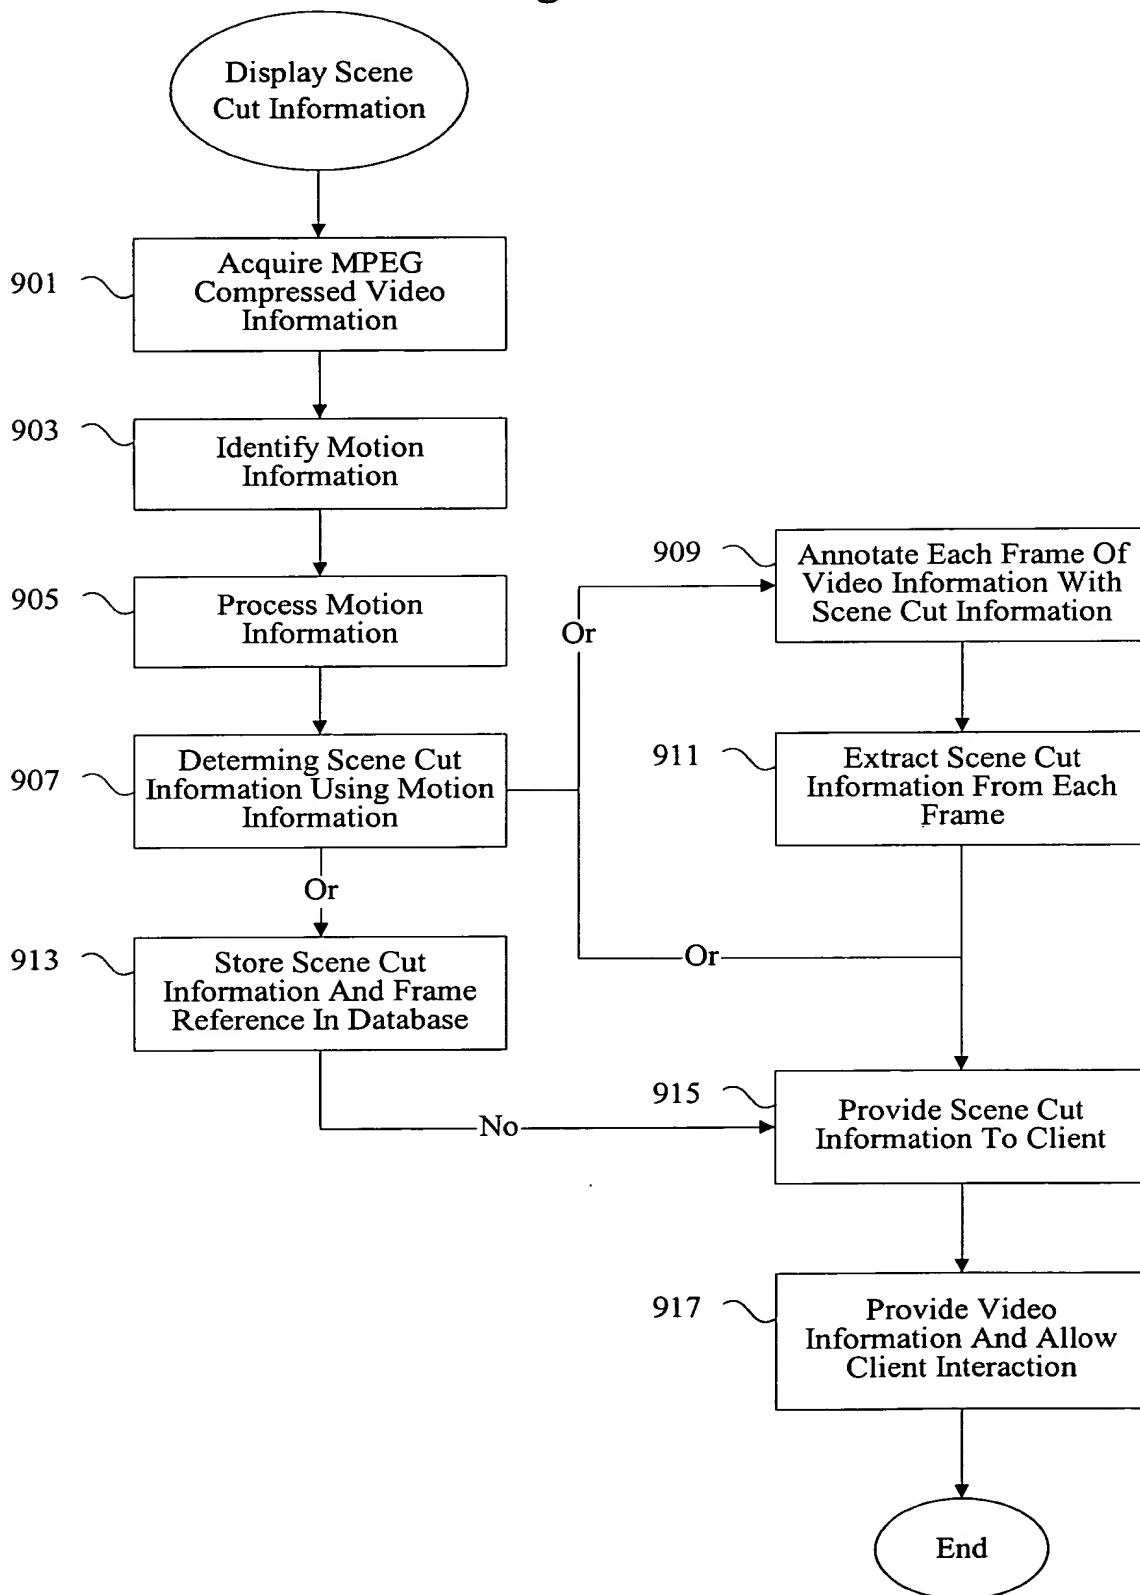 Display Scene
Cut Information
901
Acquire MPEG
Compressed Video
Information
903
Identify Motion
Information
905
Process Motion
Information
907
Determing Scene Cut
Information Using Motion
Information
Or
909
Annotate Each Frame Of
Video Information With
Scene Cut Information
911
Extract Scene Cut
Information From Each
Frame
Or
Or
913
Store Scene Cut
Information And Frame
Reference In Database
No
915
Provide Scene Cut
Information To Client
917
Provide Video
Information And Allow
Client Interaction
End